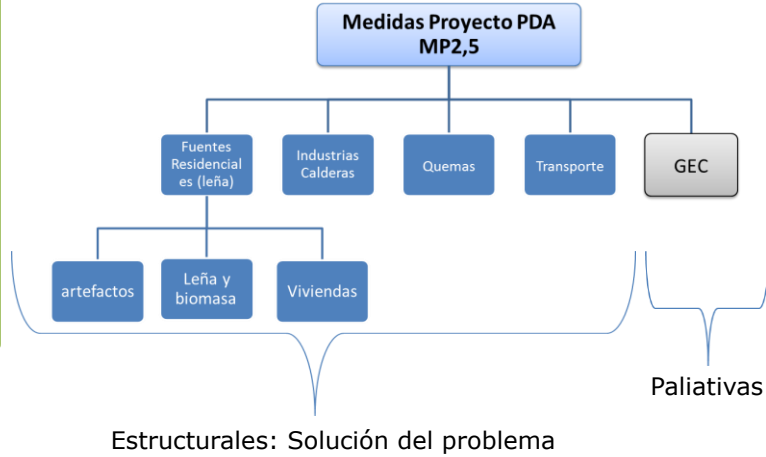 Medidas Proyecto PDA
MP2,5
Fuentes
Residencial
es (leña)
Industrias
Calderas
Quemas
Transporte
GEC
artefactos
Leña y
biomasa
Viviendas
Paliativas
Estructurales: Solución del problema